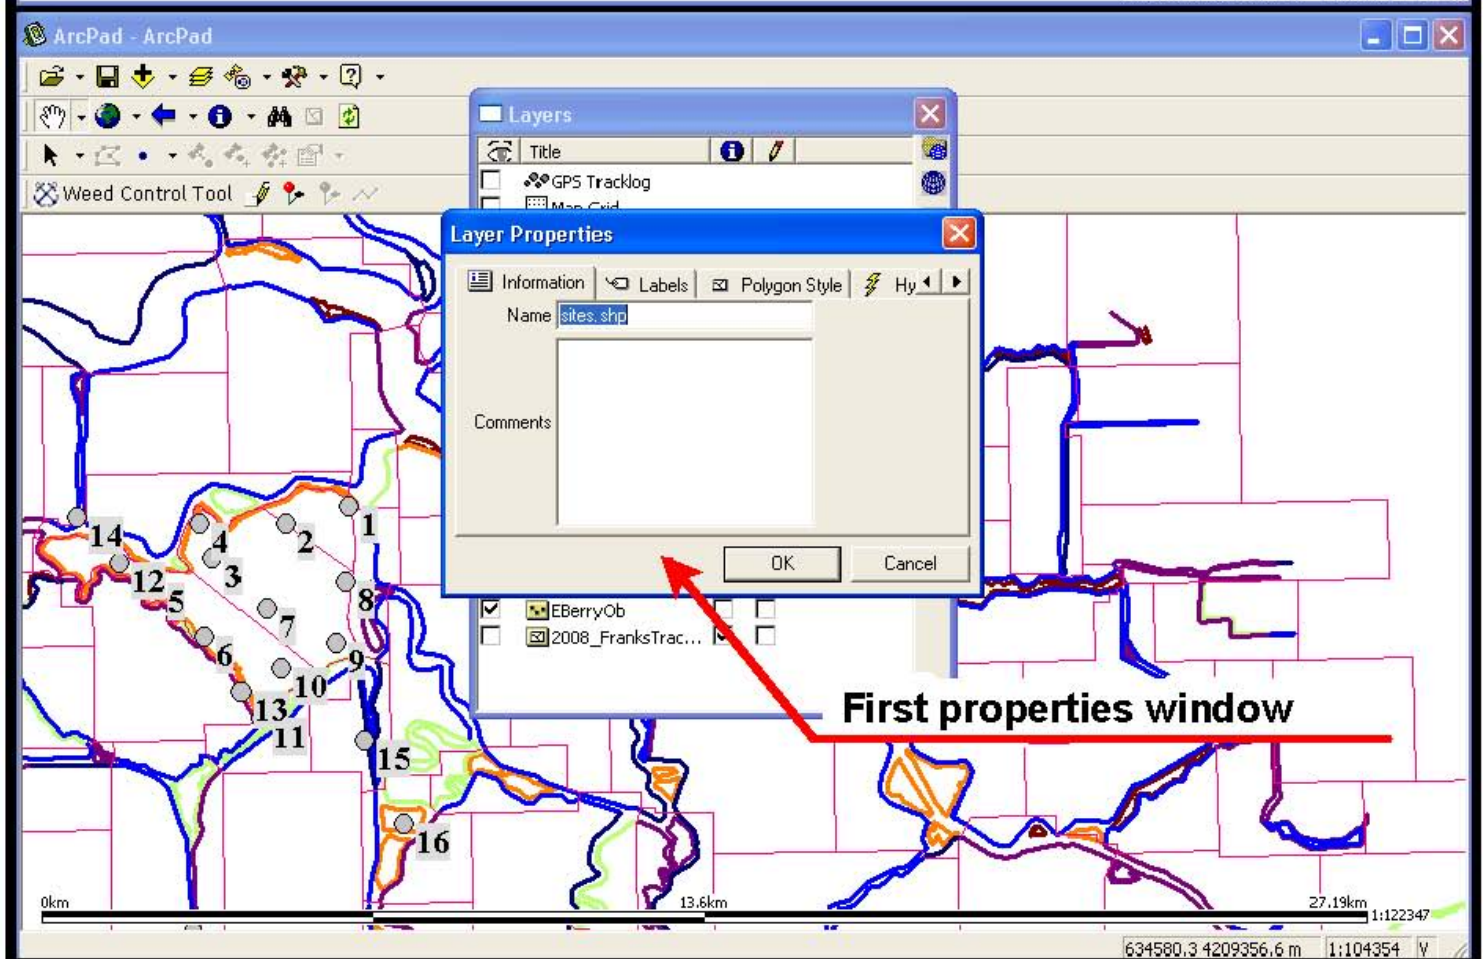 ArcPad - ArcPad
Layers
Title
GPS Tracklog
Map Grid
Weed Control Tool
Layer Properties
Information Labels Polygon Style Hy
Name sites.shp
Comments
OK Cancel
EBerryOb
2008_FranksTrac...
First properties window
1
2
3
4
5
6
7
8
9
10
11
12
13
14
15
16
0km 13.6km 27.19km
1:122347
634580.3 4209356.6 m 1:104354 V